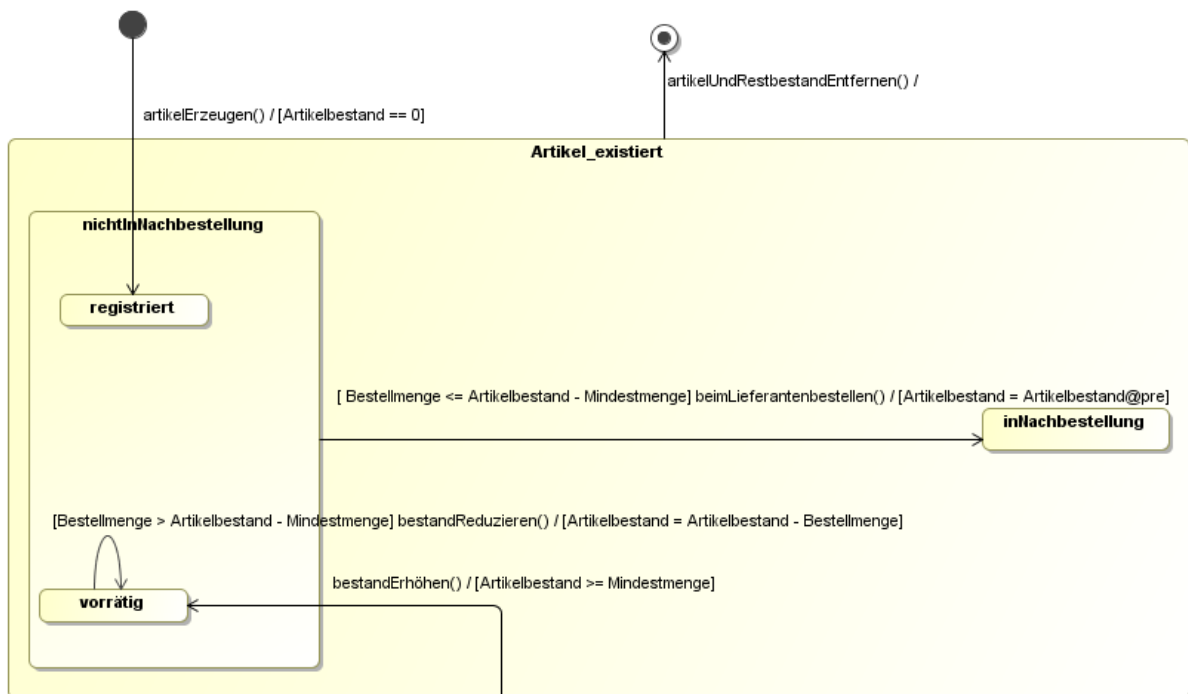 artikelUndRestbestandEntfernen() /
artikelErzeugen() / [Artikelbestand == 0]
Artikel_existiert
nichtInNachbestellung
registriert
[ Bestellmenge <= Artikelbestand - Mindestmenge] beimLieferantenbestellen() / [Artikelbestand = Artikelbestand@pre]
inNachbestellung
[Bestellmenge > Artikelbestand - Mindestmenge] bestandReduzieren() / [Artikelbestand = Artikelbestand - Bestellmenge]
bestandErhöhen() / [Artikelbestand >= Mindestmenge]
vorrätig